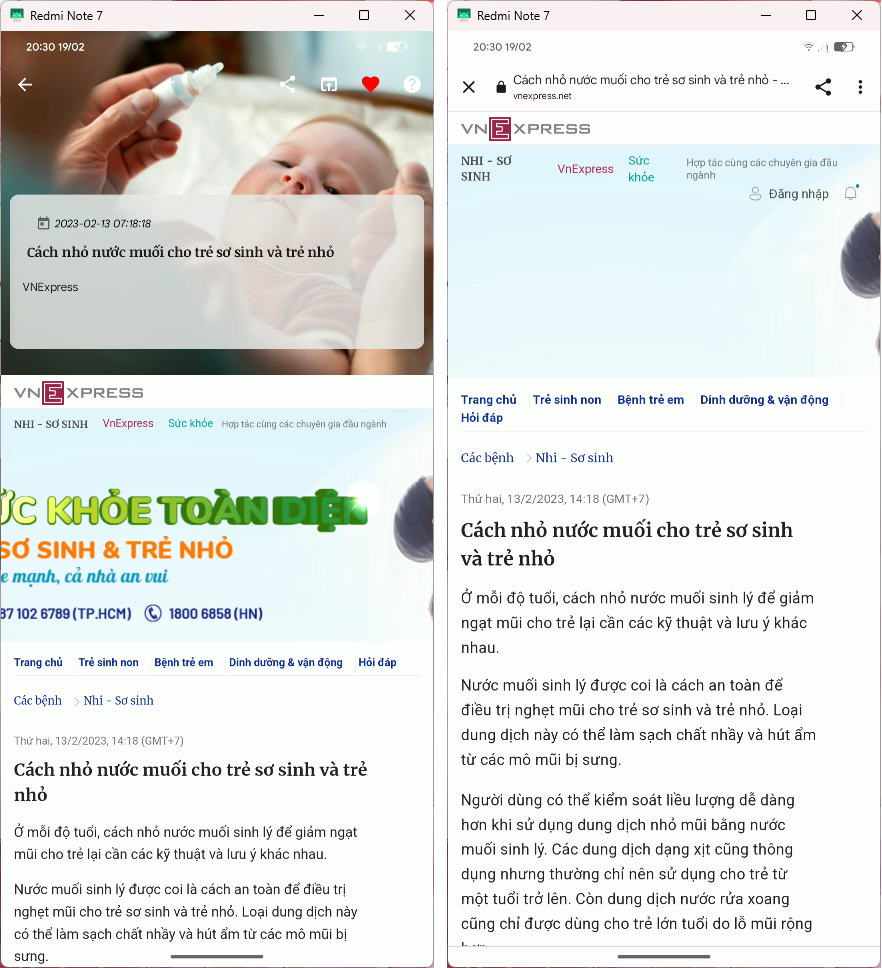 Redmi Note 7
20:30 19/02
2023-02-13 07:18:18
Cách nhỏ nước muối cho trẻ sơ sinh và trẻ nhỏ
VNExpress
VNEXPRESS
NHI - SƠ SINH VnExpress Sức khỏe Hợp tác cùng các chuyên gia đầu ngành
ỨC KHỎE TOÀN DIỆN
SƠ SINH & TRẺ NHỎ
e mạnh, cả nhà an vui
87 102 6789 (TP.HCM) 1800 6858 (HN)
Trang chủ Trẻ sinh non Bệnh trẻ em Dinh dưỡng & vận động Hỏi đáp
Các bệnh > Nhi - Sơ sinh
Thứ hai, 13/2/2023, 14:18 (GMT+7)
Cách nhỏ nước muối cho trẻ sơ sinh và trẻ
nhỏ
Ở mỗi độ tuổi, cách nhỏ nước muối sinh lý để giảm ngạt
mũi cho trẻ lại cần các kỹ thuật và lưu ý khác nhau.
Nước muối sinh lý được coi là cách an toàn để điều trị
nghẹt mũi cho trẻ sơ sinh và trẻ nhỏ. Loại dung dịch này
có thể làm sạch chất nhầy và hút ẩm từ các mô mũi bị
sưng.
Redmi Note 7
20:30 19/02
Cách nhỏ nước muối cho trẻ sơ sinh và trẻ nhỏ - ...
vnexpress.net
VNEXPRESS
NHI - SƠ
SINH
VnExpress
Sức
khỏe
Hợp tác cùng các chuyên gia đầu
ngành
Đăng nhập
Trang chủ Trẻ sinh non Bệnh trẻ em Dinh dưỡng & vận động
Hỏi đáp
Các bệnh > Nhi - Sơ sinh
Thứ hai, 13/2/2023, 14:18 (GMT+7)
Cách nhỏ nước muối cho trẻ sơ sinh
và trẻ nhỏ
Ở mỗi độ tuổi, cách nhỏ nước muối sinh lý để giảm
ngạt mũi cho trẻ lại cần các kỹ thuật và lưu ý khác
nhau.
Nước muối sinh lý được coi là cách an toàn để
điều trị nghẹt mũi cho trẻ sơ sinh và trẻ nhỏ. Loại
dung dịch này có thể làm sạch chất nhầy và hút ẩm
từ các mô mũi bị sưng.
Người dùng có thể kiểm soát liều lượng dễ dàng
hơn khi sử dụng dung dịch nhỏ mũi bằng nước
muối sinh lý. Các dung dịch dạng xịt cũng thông
dụng nhưng thường chỉ nên sử dụng cho trẻ từ
một tuổi trở lên. Còn dung dịch nước rửa xoang
cũng chỉ được dùng cho trẻ lớn tuổi do lỗ mũi rộng